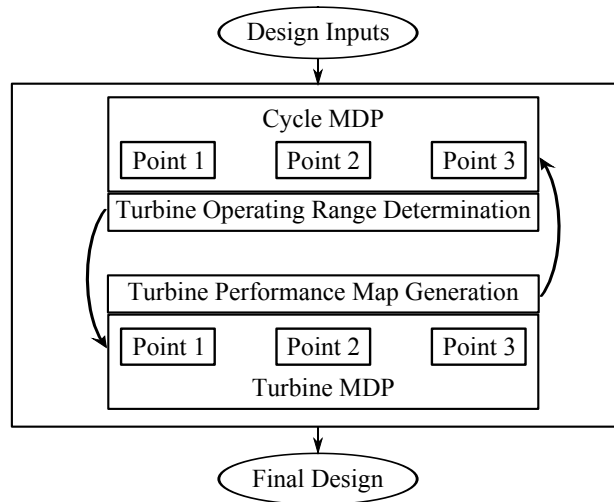 Design Inputs
Cycle MDP
Point 1 Point 2 Point 3
Turbine Operating Range Determination
Turbine Performance Map Generation
Point 1 Point 2 Point 3
Turbine MDP
Final Design